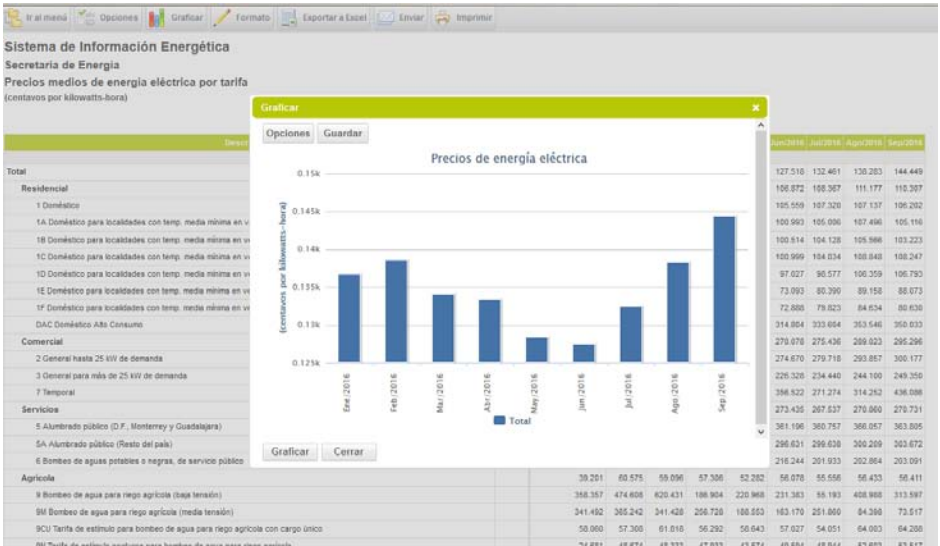 Ir al menú Opciones Graficar Formato Exportar a Excel Enviar Imprimir
Sistema de Información Energética
Secretaría de Energía
Precios medios de energía eléctrica por tarifa
(centavos por kilowatts-hora)
Graficar x
Opciones Guardar
Precios de energía eléctrica
(centavos por kilowatts-hora)
0.15k
0.145k
0.14k
0.135k
0.13k
0.125k
Ene/2016 Feb/2016 Mar/2016 Abr/2016 May/2016 Jun/2016 Jul/2016 Ago/2016 Sep/2016
Total
Graficar Cerrar
Jun/2016 Jul/2016 Ago/2016 Sep/2016
Total 127.518 132.461 138.283 144.449
Residencial 106.872 108.367 111.177 110.307
1 Doméstico 105.559 107.328 107.137 106.202
1A Doméstico para localidades con temp. media mínima en v 100.993 105.006 107.496 105.116
1B Doméstico para localidades con temp. media mínima en v 100.514 104.128 105.566 103.223
1C Doméstico para localidades con temp. media mínima en v 100.999 104.034 108.848 108.247
1D Doméstico para localidades con temp. media mínima en v 97.027 98.577 106.359 106.793
1E Doméstico para localidades con temp. media mínima en v 73.093 80.390 89.158 88.073
1F Doméstico para localidades con temp. media mínima en v 72.888 79.823 84.634 80.630
DAC Doméstico Alto Consumo 314.804 333.664 353.546 350.033
Comercial 270.078 275.436 289.023 295.296
2 General hasta 25 kW de demanda 274.670 279.718 293.857 300.177
3 General para más de 25 kW de demanda 226.328 234.440 244.100 249.350
7 Temporal 356.522 271.274 314.252 436.086
Servicios 273.435 267.537 270.860 270.731
5 Alumbrado público (D.F., Monterrey y Guadalajara) 361.196 360.757 366.057 363.805
5A Alumbrado público (Resto del país) 296.631 299.638 300.209 303.672
6 Bombeo de aguas potables o negras, de servicio público 216.244 201.933 202.864 203.091
Agrícola 39.201 60.575 59.096 57.306 52.282 56.078 55.556 56.433 56.411
9 Bombeo de agua para riego agrícola (baja tensión) 358.357 474.608 620.431 186.904 220.968 231.383 55.193 408.988 313.597
9M Bombeo de agua para riego agrícola (media tensión) 341.492 365.242 341.428 256.728 188.553 163.170 251.860 84.398 73.517
9CU Tarifa de estímulo para bombeo de agua para riego agrícola con cargo único 58.060 57.308 61.018 56.292 58.643 57.027 54.051 64.003 64.288